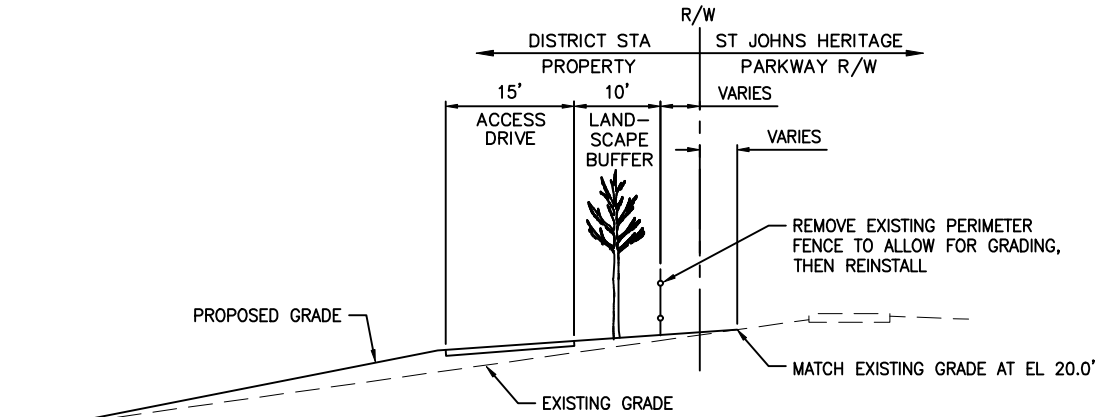 R/W
DISTRICT STA
PROPERTY
ST JOHNS HERITAGE
PARKWAY R/W
15'
ACCESS
DRIVE
10'
LAND-
SCAPE
BUFFER
VARIES
VARIES
REMOVE EXISTING PERIMETER
FENCE TO ALLOW FOR GRADING,
THEN REINSTALL
PROPOSED GRADE
MATCH EXISTING GRADE AT EL 20.0'
EXISTING GRADE